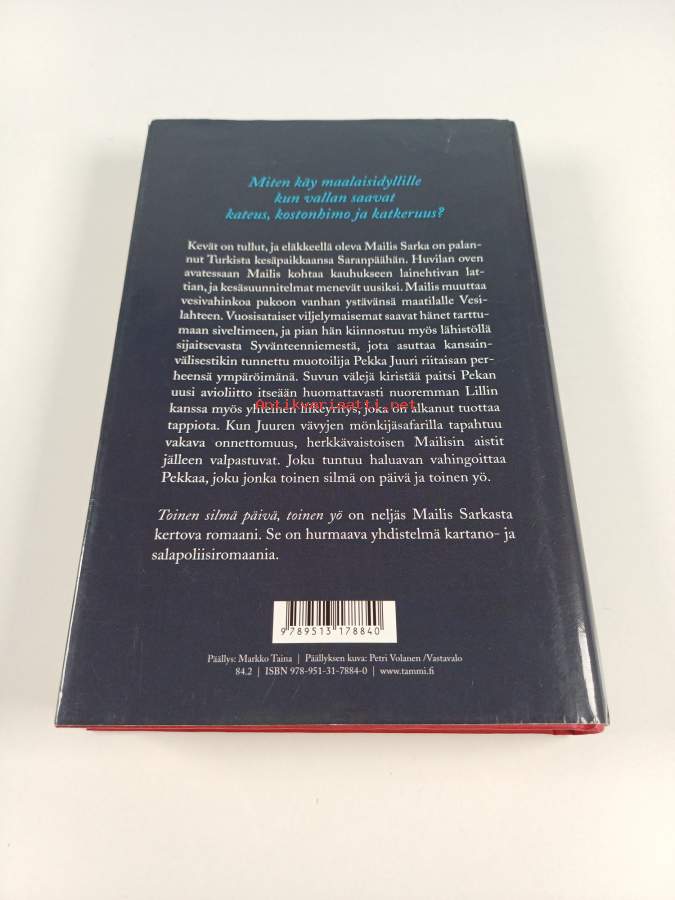 Miten käy maalaisidyllille
kun vallan saavat
kateus, kostonhimo ja katkeruus?
Kevät on tullut, ja eläkkeellä oleva Mailis Sarka on palan-
nut Turkista kesäpaikkaansa Saranpäähän. Huvilan oven
avatessaan Mailis kohtaa kauhukseen lainehtivan lat-
tian, ja kesäsuunnitelmat menevät uusiksi. Mailis muuttaa
vesivahinkoa pakoon vanhan ystävänsä maatilalle Vesi-
lahteen. Vuosisataiset viljelymaisemat saavat hänet tarttu-
maan siveltimeen, ja pian hän kiinnostuu myös lähistöllä
sijaitsevasta Syvänteenniemestä, jota asuttaa kansain-
välisestikin tunnettu muotoilija Pekka Juuri riitaisan per-
heensä ympäröimänä. Suvun välejä kiristää paitsi Pekan
uusi avioliitto itseään huomattavasti nuoremman Lillin
Antikvariaatti.net
kanssa myös yhteinen liikeyritys, joka on alkanut tuottaa
tappiota. Kun Juuren vävyjen mönkijäsafarilla tapahtuu
vakava onnettomuus, herkkävaistoisen Mailisin aistit
jälleen valpastuvat. Joku tuntuu haluavan vahingoittaa
Pekkaa, joku jonka toinen silmä on päivä ja toinen yö.
Toinen silmä päivä, toinen yö on neljäs Mailis Sarkasta
kertova romaani. Se on hurmaava yhdistelmä kartano- ja
salapoliisiromaania.
9 789513 178840
Päällys: Markko Taina | Päällyksen kuva: Petri Volanen /Vastavalo
84.2 | ISBN 978-951-31-7884-0 | www.tammi.fi